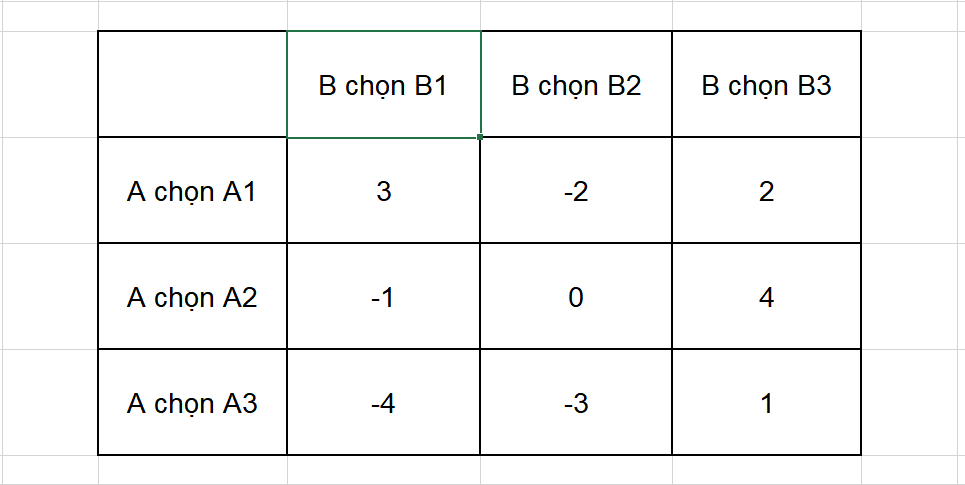 B chọn B1 B chọn B2 B chọn B3
A chọn A1 3 -2 2
A chọn A2 -1 0 4
A chọn A3 -4 -3 1